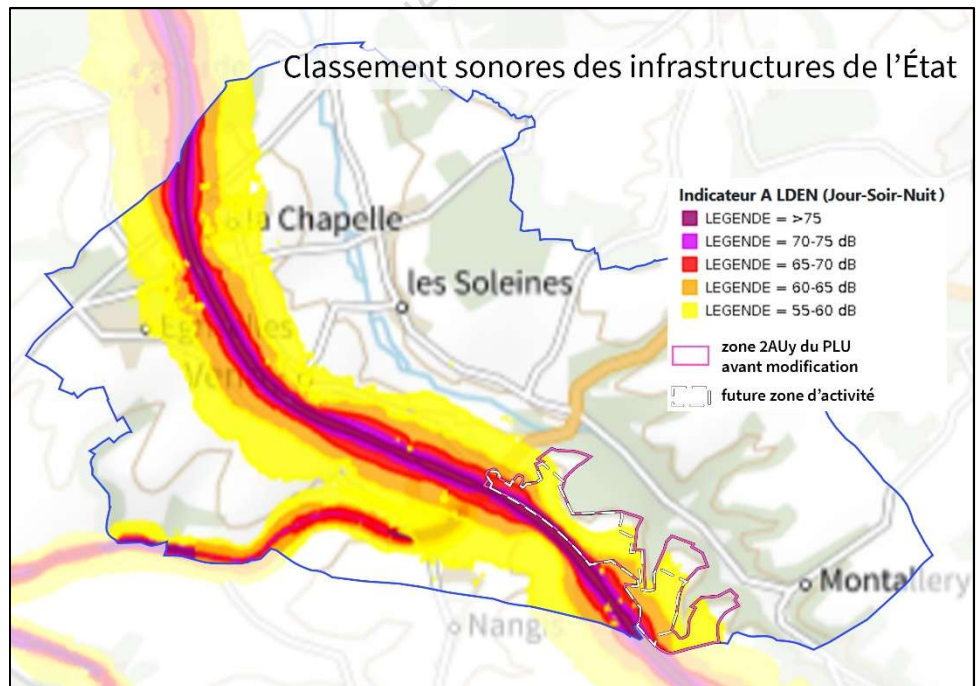 Classement sonores des infrastructures de l’État
Indicateur A LDEN (Jour-Soir-Nuit)
LEGENDE = >75
LEGENDE = 70-75 dB
LEGENDE = 65-70 dB
LEGENDE = 60-65 dB
LEGENDE = 55-60 dB
zone 2AUy du PLU
avant modification
future zone d’activité
la Chapelle
les Soleines
Montallery
Nangis